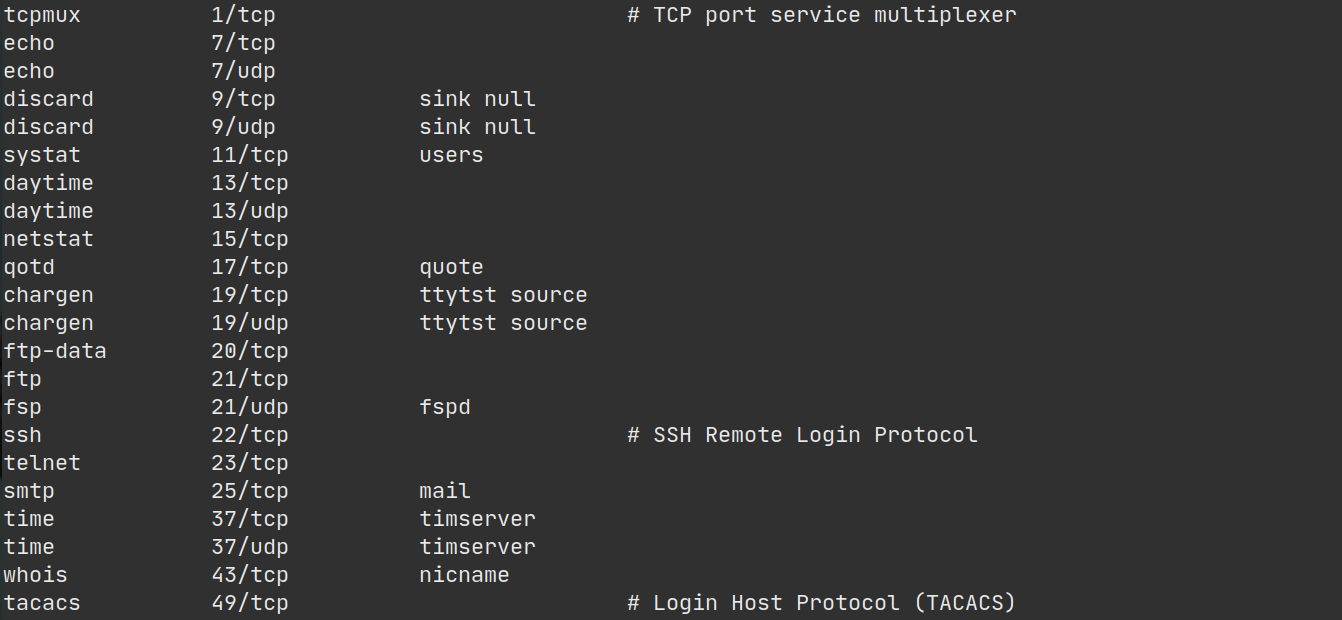 tcpmux          1/tcp                           # TCP port service multiplexer
echo            7/tcp
echo            7/udp
discard         9/tcp           sink null
discard         9/udp           sink null
systat          11/tcp          users
daytime         13/tcp
daytime         13/udp
netstat         15/tcp
qotd            17/tcp          quote
chargen         19/tcp          ttytst source
chargen         19/udp          ttytst source
ftp-data        20/tcp
ftp             21/tcp
fsp             21/udp          fspd
ssh             22/tcp                          # SSH Remote Login Protocol
telnet          23/tcp
smtp            25/tcp          mail
time            37/tcp          timserver
time            37/udp          timserver
whois           43/tcp          nicname
tacacs          49/tcp                          # Login Host Protocol (TACACS)